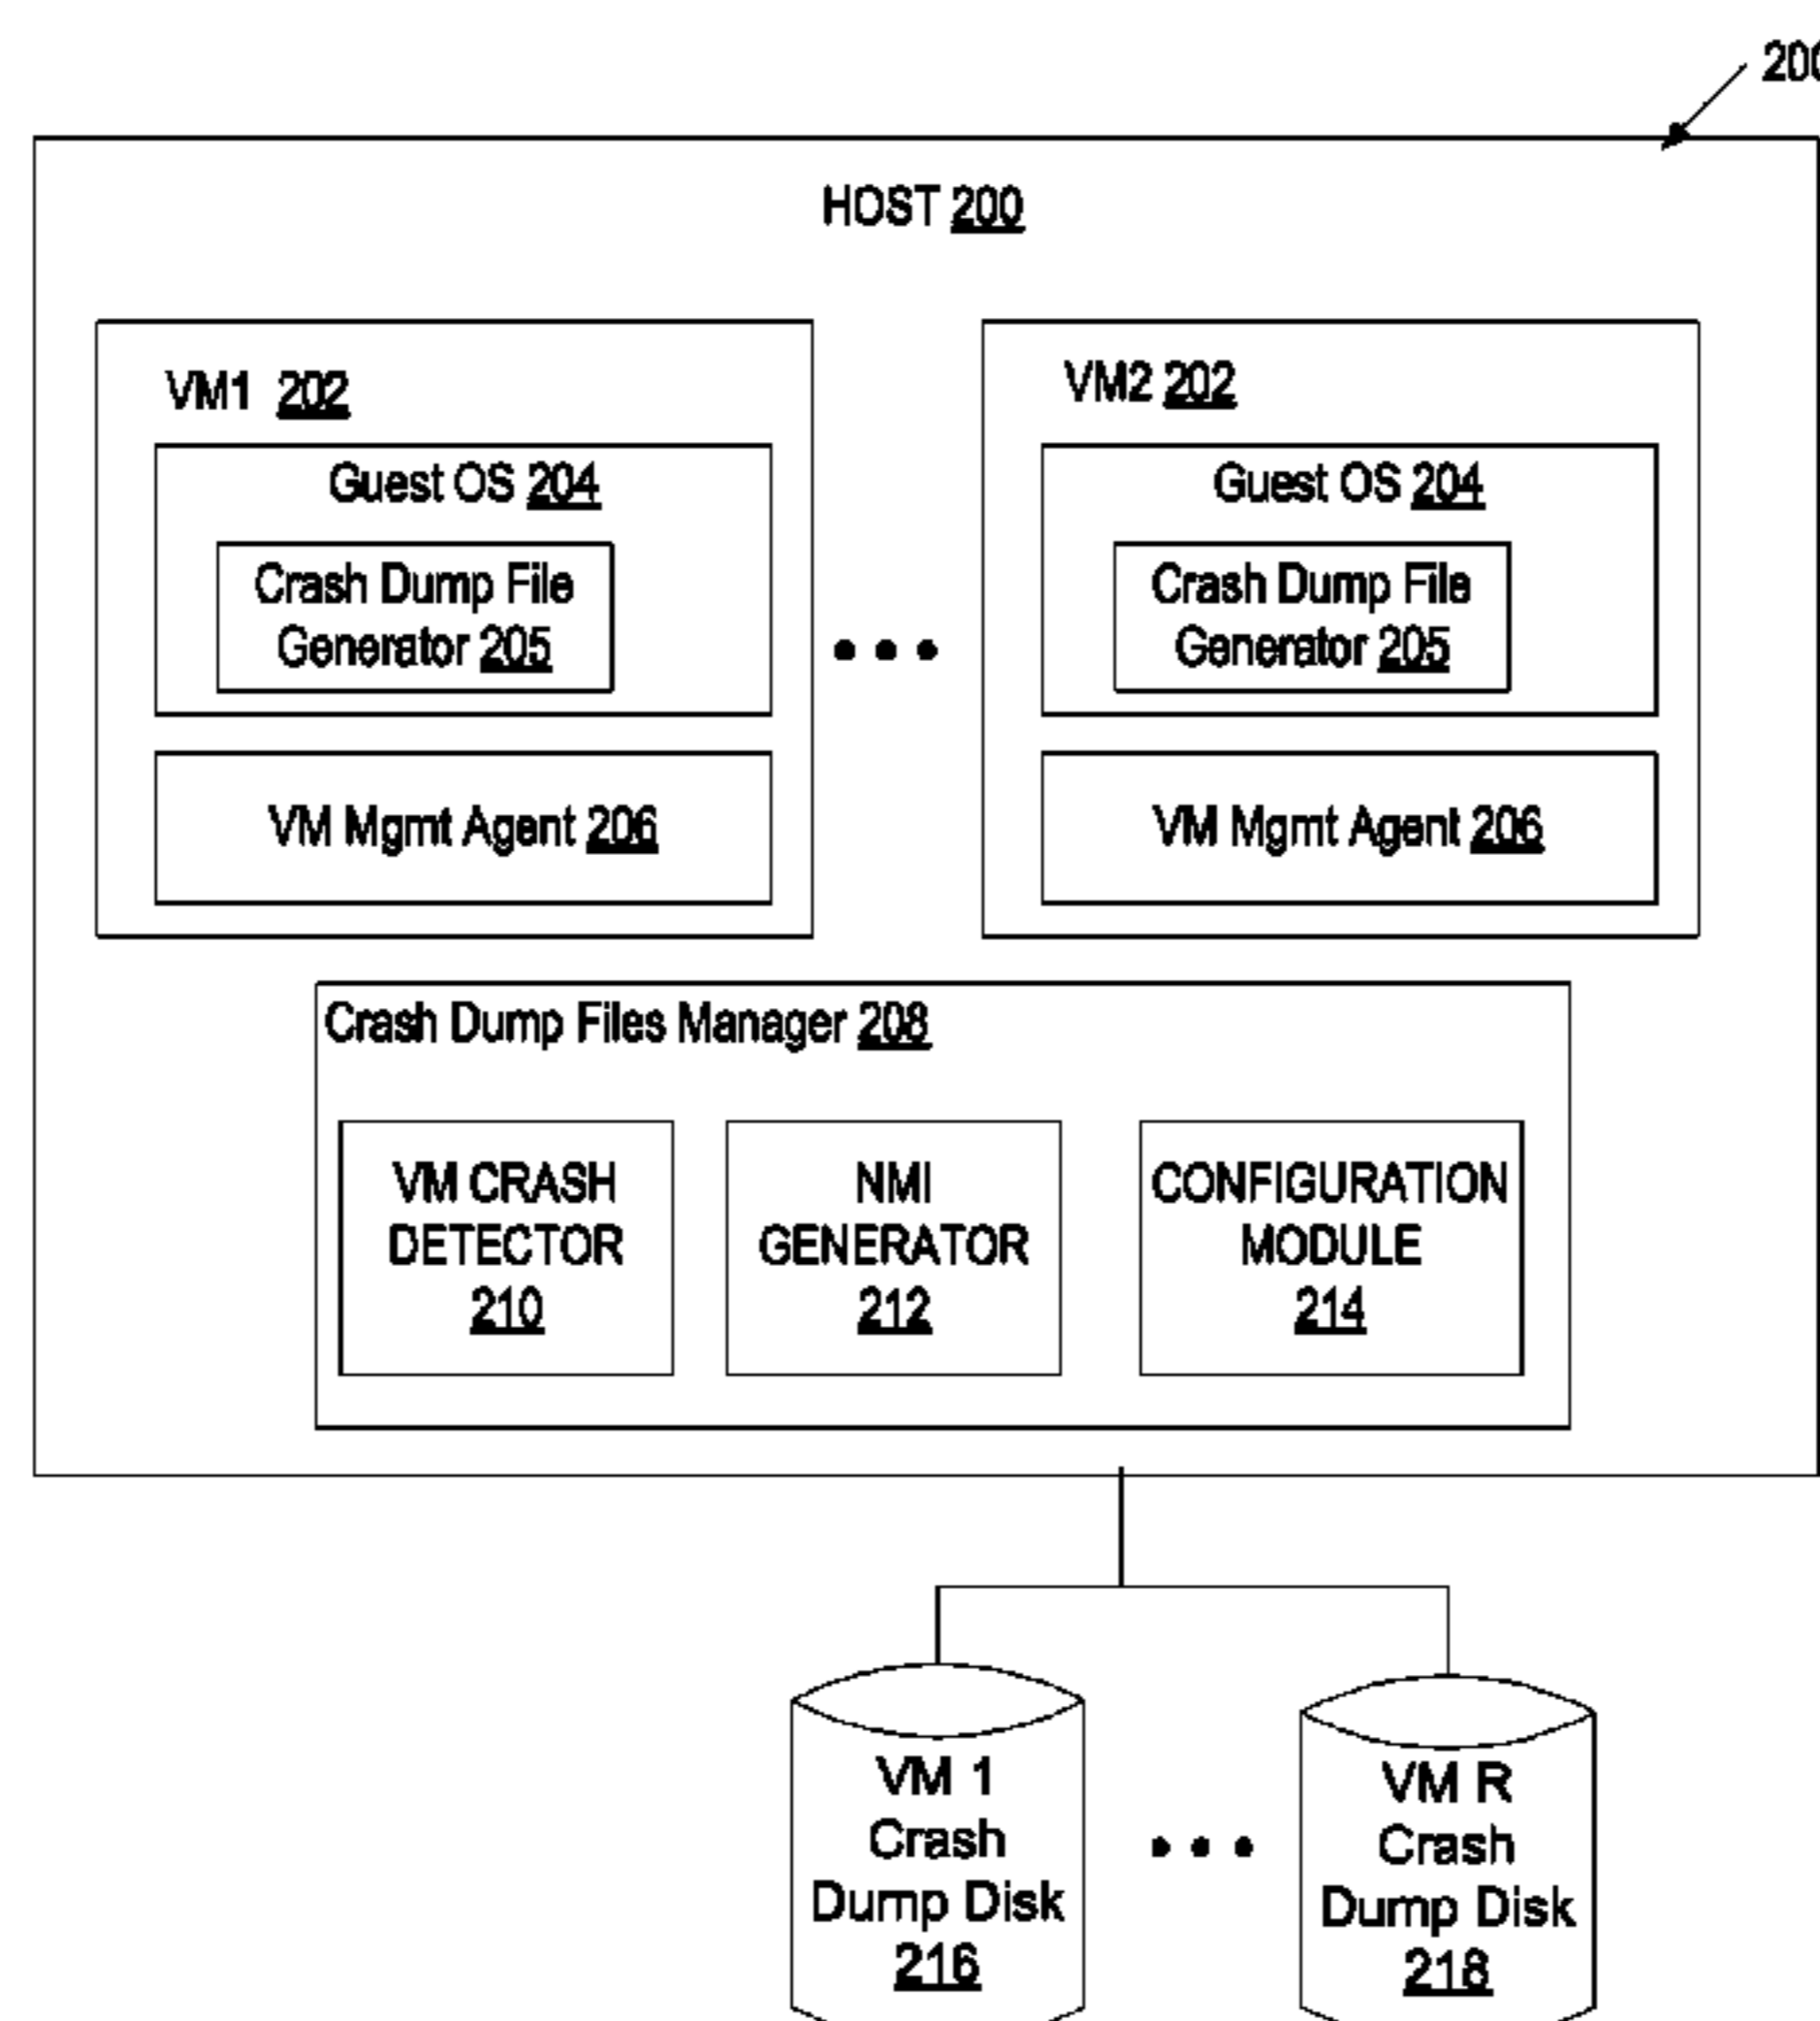 200
HOST 200
VM1 202
Guest OS 204
Crash Dump File
Generator 205
VM Mgmt Agent 206
VM2 202
Guest OS 204
Crash Dump File
Generator 205
VM Mgmt Agent 206
Crash Dump Files Manager 208
VM CRASH
DETECTOR
210
NMI
GENERATOR
212
CONFIGURATION
MODULE
214
VM 1
Crash
Dump Disk
216
VM R
Crash
Dump Disk
218